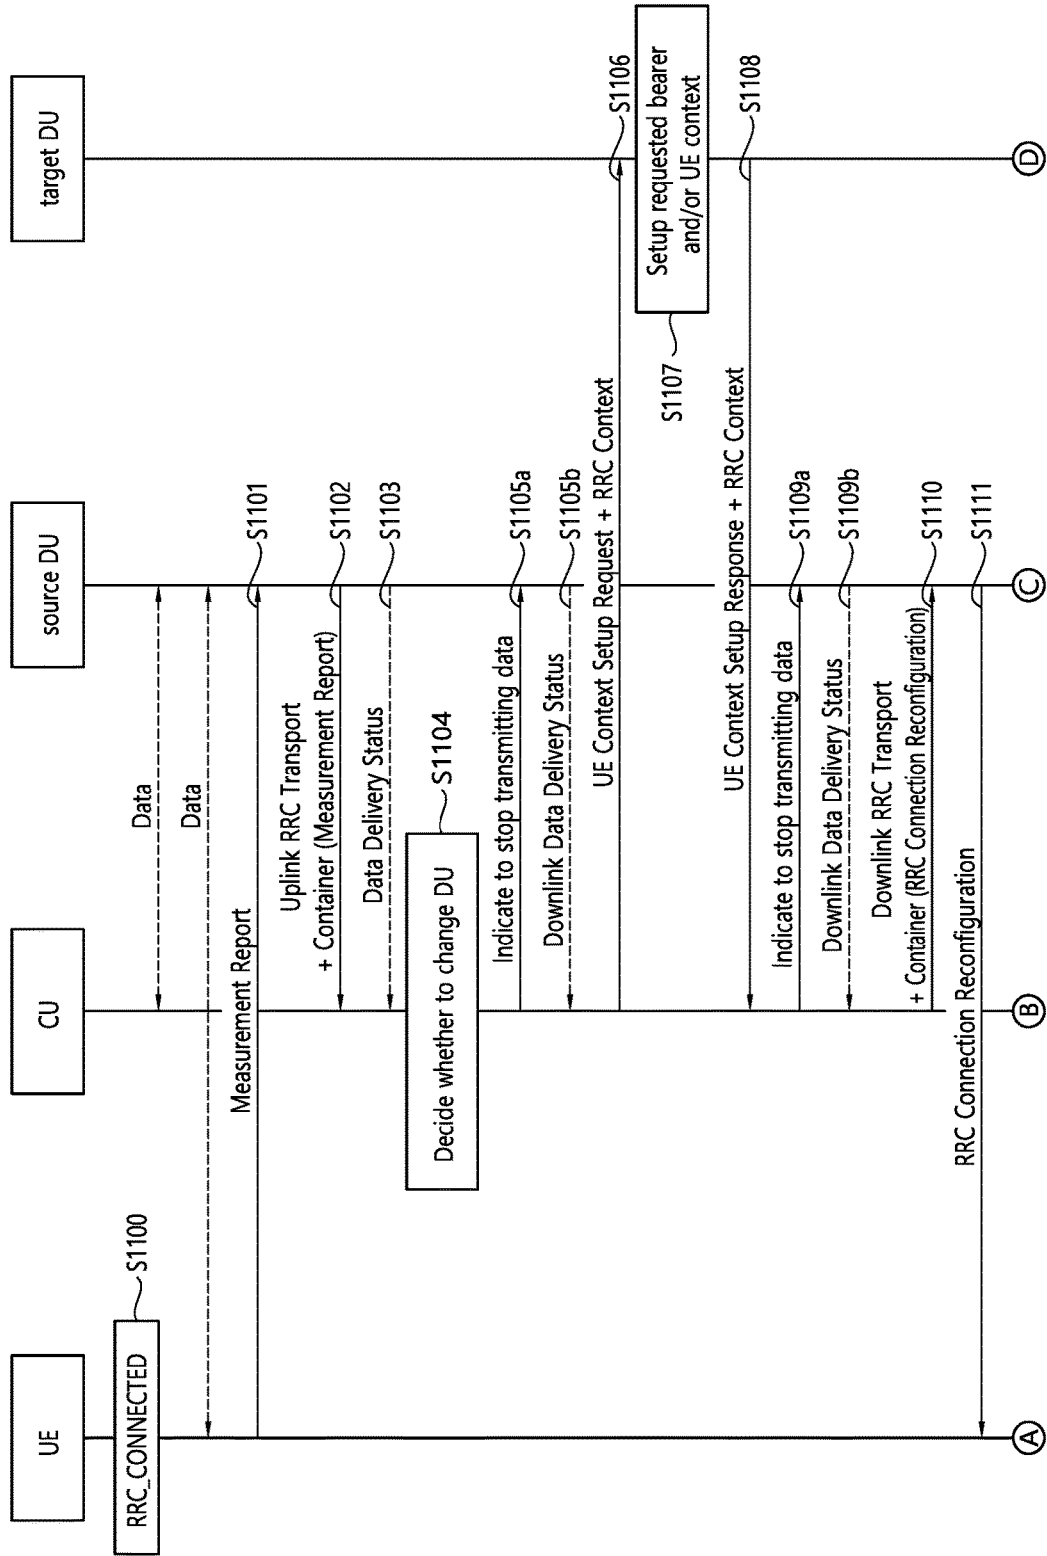 UE
CU
source DU
target DU
RRC_CONNECTED
S1100
Data
Data
Measurement Report
S1101
Uplink RRC Transport
+ Container (Measurement Report)
S1102
Data Delivery Status
S1103
Decide whether to change DU
S1104
Indicate to stop transmitting data
S1105a
Downlink Data Delivery Status
S1105b
UE Context Setup Request + RRC Context
S1106
S1107
Setup requested bearer
and/or UE context
UE Context Setup Response + RRC Context
S1108
Indicate to stop transmitting data
S1109a
Downlink Data Delivery Status
S1109b
Downlink RRC Transport
+ Container (RRC Connection Reconfiguration)
S1110
RRC Connection Reconfiguration
S1111
A
B
C
D